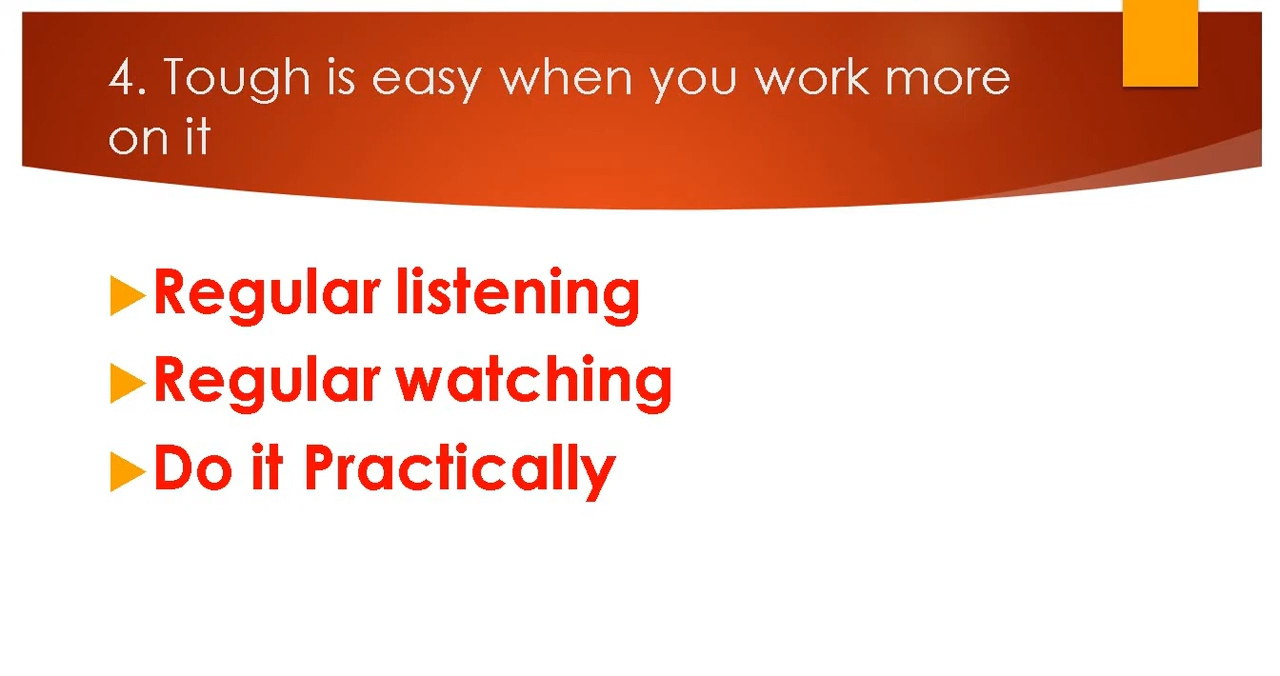 4. Tough is easy when you work more
on it
Regular listening
Regular watching
Do it Practically